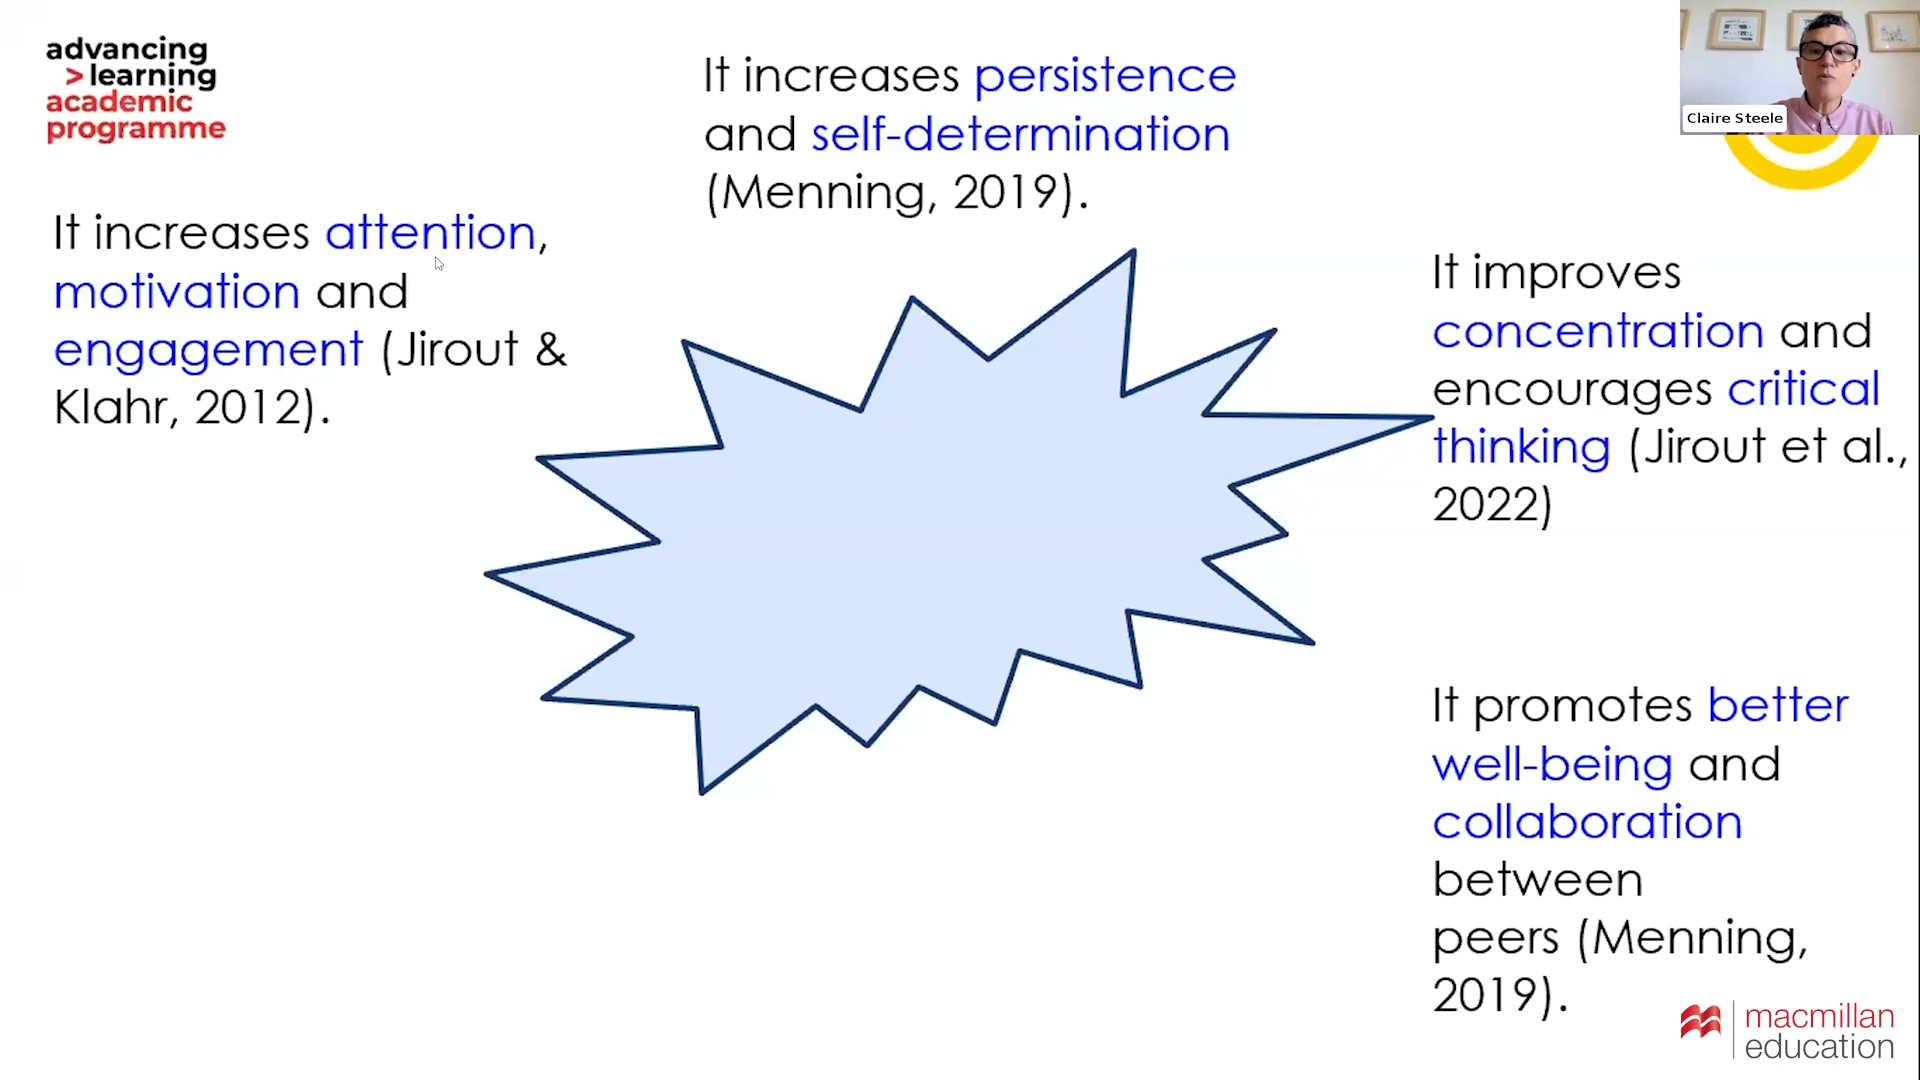 advancing
>learning
academic
programme
It increases persistence
and self-determination
(Menning, 2019).
Claire Steele
It increases attention,
motivation and
engagement (Jirout &
Klahr, 2012).
It improves
concentration and
encourages critical
thinking (Jirout et al.,
2022)
It promotes better
well-being and
collaboration
between
peers (Menning,
2019).
macmillan
education